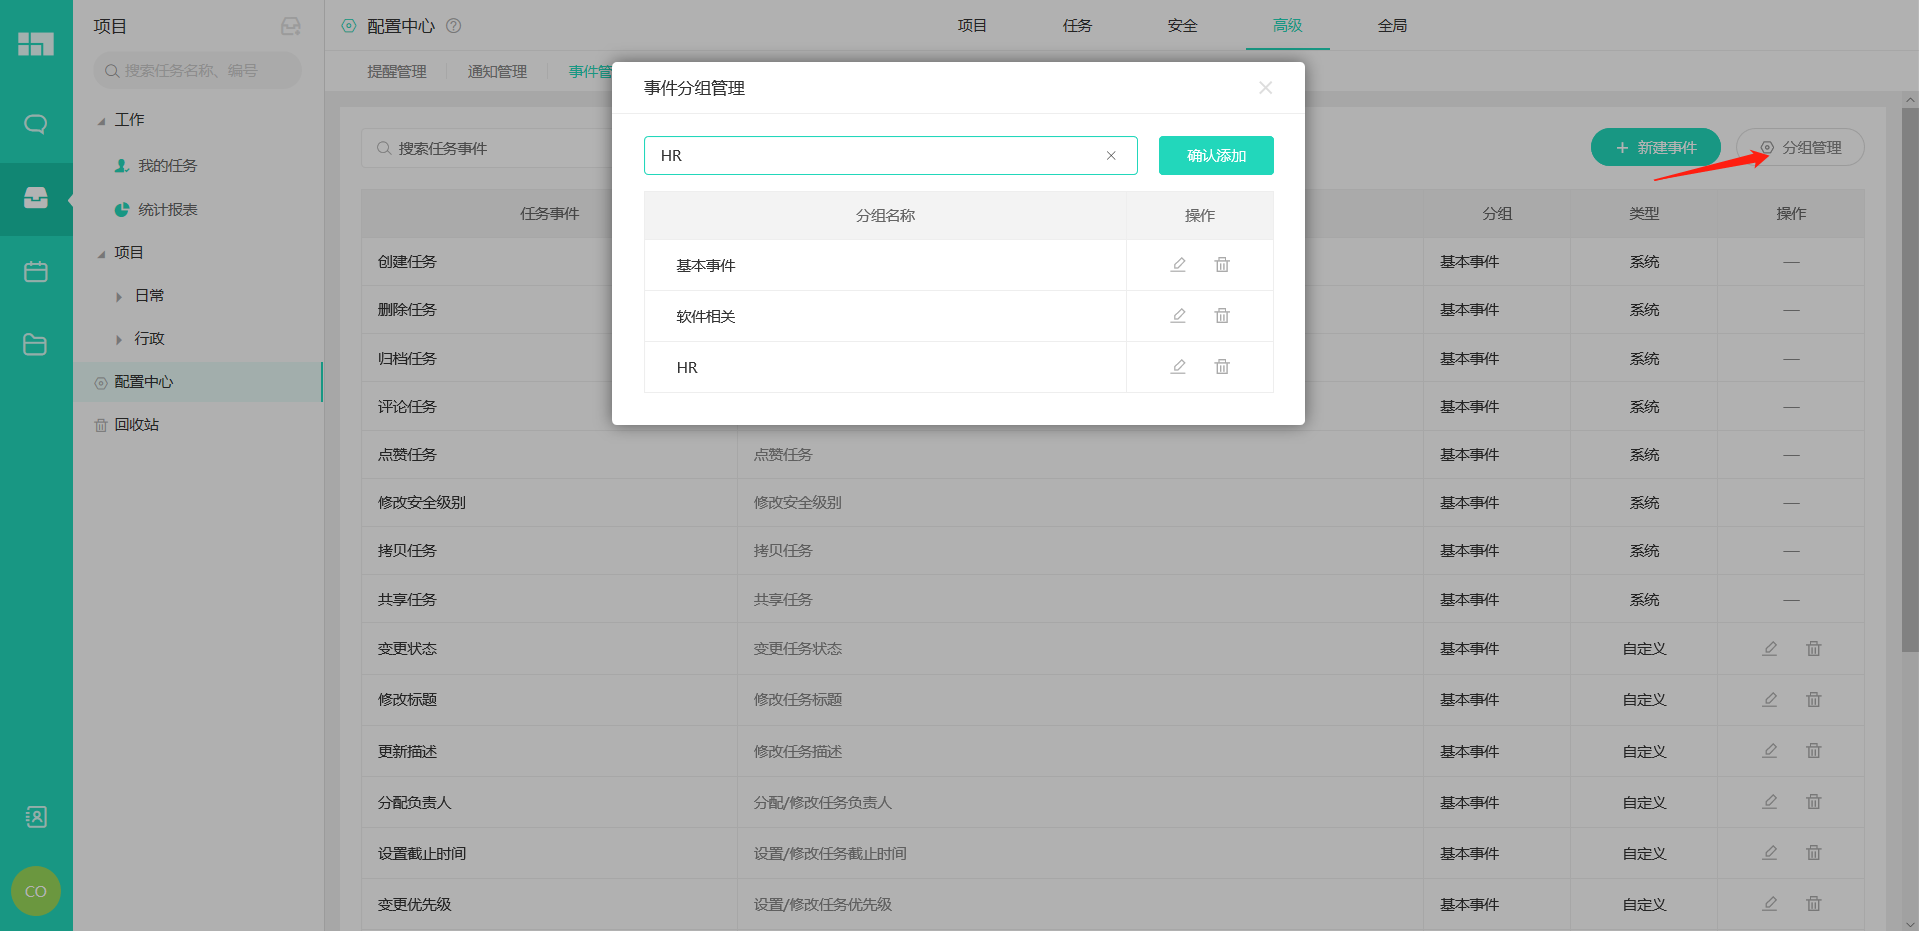 项目
搜索任务名称、编号
工作
我的任务
统计报表
项目
日常
行政
配置中心
回收站
CO
配置中心
项目 任务 安全 高级 全局
提醒管理 通知管理 事件管
搜索任务事件
新建事件 分组管理
事件分组管理
HR
确认添加
分组名称 操作
基本事件
软件相关
HR
任务事件 分组 类型 操作
创建任务 基本事件 系统 —
删除任务 基本事件 系统 —
归档任务 基本事件 系统 —
评论任务 基本事件 系统 —
点赞任务 点赞任务 基本事件 系统 —
修改安全级别 修改安全级别 基本事件 系统 —
拷贝任务 拷贝任务 基本事件 系统 —
共享任务 共享任务 基本事件 系统 —
变更状态 变更任务状态 基本事件 自定义
修改标题 修改任务标题 基本事件 自定义
更新描述 修改任务描述 基本事件 自定义
分配负责人 分配/修改任务负责人 基本事件 自定义
设置截止时间 设置/修改任务截止时间 基本事件 自定义
变更优先级 设置/修改任务优先级 基本事件 自定义